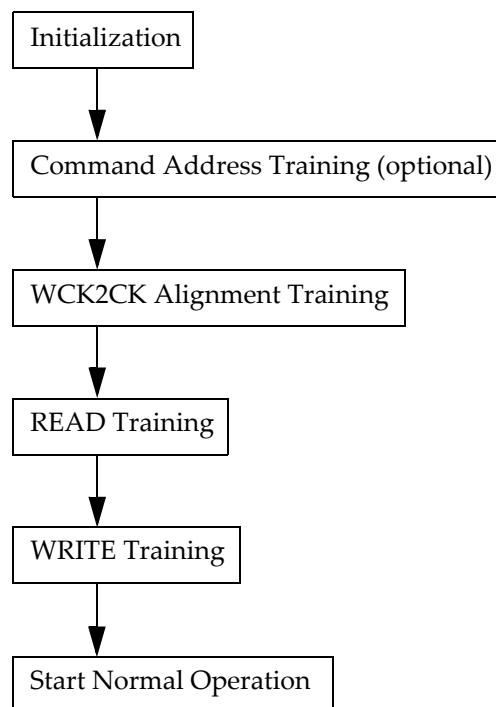 Initialization
Command Address Training (optional)
WCK2CK Alignment Training
READ Training
WRITE Training
Start Normal Operation